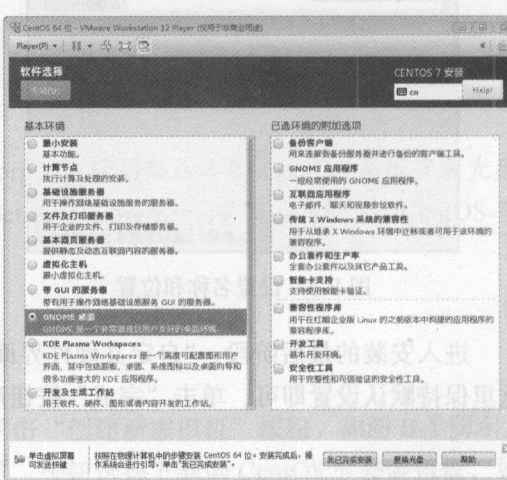 CentOS 64 位 - VMware Workstation 12 Player (仅用于非商业用途)
Player(P)
软件选择
CENTOS 7 安装
完成(D)
cn
Help!
基本环境
最小安装
基本功能。
计算节点
执行计算及处理的安装。
基础设施服务器
用于操作网络基础设施服务的服务器。
文件及打印服务器
用于企业的文件、打印及存储服务器。
基本网页服务器
提供静态及动态互联网内容的服务器。
虚拟化主机
最小虚拟化主机。
带 GUI 的服务器
带有用于操作网络基础设施服务 GUI 的服务器。
GNOME 桌面
GNOME 是一个非常直观且用户友好的桌面环境。
KDE Plasma Workspaces
KDE Plasma Workspaces 是一个高度可配置图形用户
界面，其中包括面板、桌面、系统图标以及桌面向导和
很多功能强大的 KDE 应用程序。
开发及生成工作站
用于软件、硬件、图形或者内容开发的工作站。
已选环境的附加选项
备份客户端
用来连接到备份服务器并进行备份的客户端工具。
GNOME 应用程序
一组经常使用的 GNOME 应用程序。
互联网应用程序
电子邮件、聊天和视频会议软件。
传统 X Windows 系统的兼容性
用于从继承 X Windows 环境中迁移或者可用于该环境的
兼容程序。
办公套件和生产率
全套办公套件以及其它产品工具。
智能卡支持
支持使用智能卡验证。
兼容性程序库
用于在红帽企业版 Linux 的之前版本中构建的应用程序的
兼容程序库。
开发工具
基本开发环境。
安全性工具
用于完整性和可信验证的安全性工具。
单击虚拟屏幕
可发送按键
按照在物理计算机中的步骤安装 CentOS 64 位。安装完成后，操
作系统会进行引导，单击“我已完成安装”。
我已完成安装
更换光盘
帮助